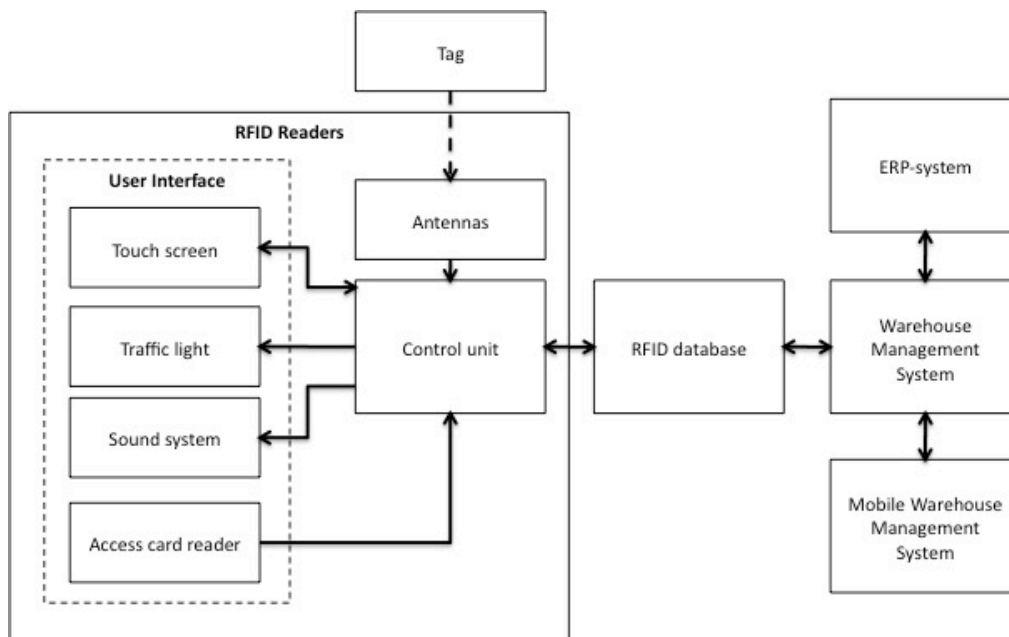 Tag
RFID Readers
User Interface
Touch screen
Traffic light
Sound system
Access card reader
Antennas
Control unit
RFID database
ERP-system
Warehouse
Management
System
Mobile Warehouse
Management
System